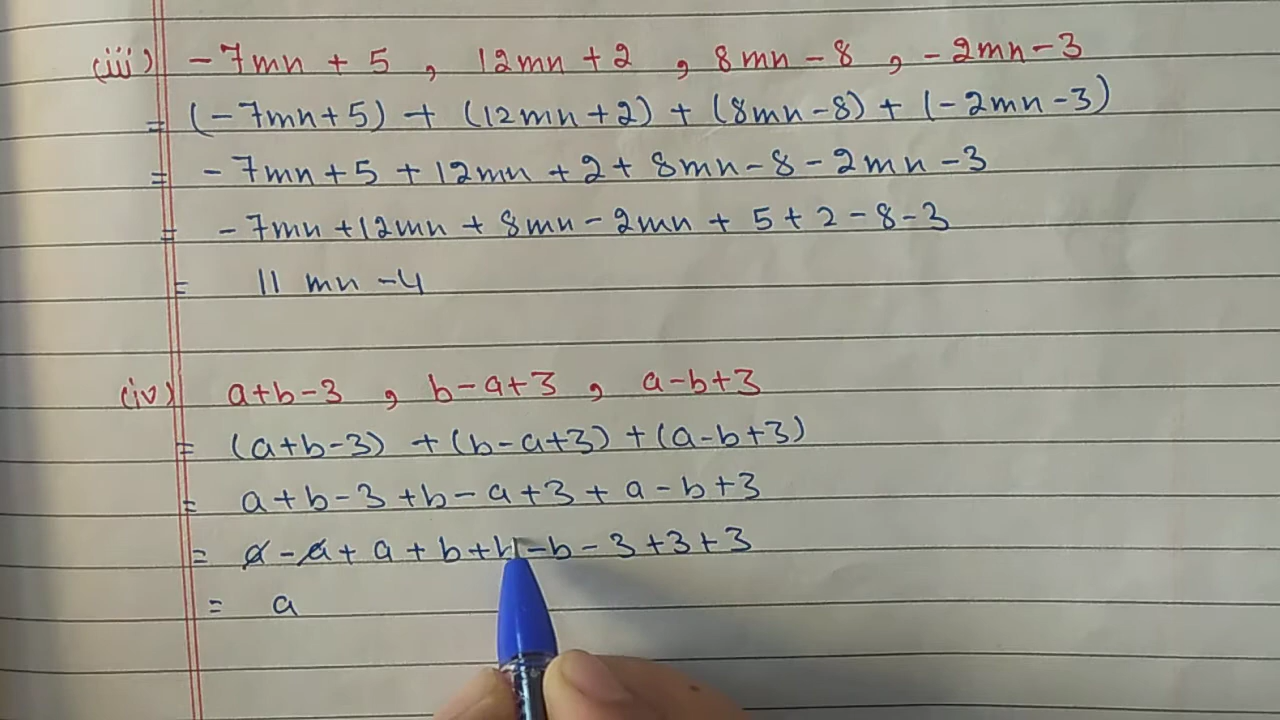 (iii) -7mn + 5 , 12mn + 2 , 8mn - 8 , -2mn - 3
= (-7mn+5) + (12mn+2) + (8mn-8) + (-2mn-3)
= -7mn+5 + 12mn + 2 + 8mn - 8 - 2mn - 3
= -7mn + 12mn + 8mn - 2mn + 5 + 2 - 8 - 3
= 11 mn - 4
(iv) a+b-3 , b-a+3 , a-b+3
= (a+b-3) + (b-a+3) + (a-b+3)
= a+b-3 + b-a+3 + a-b+3
= a - a + a + b + b - b - 3 + 3 + 3
= a